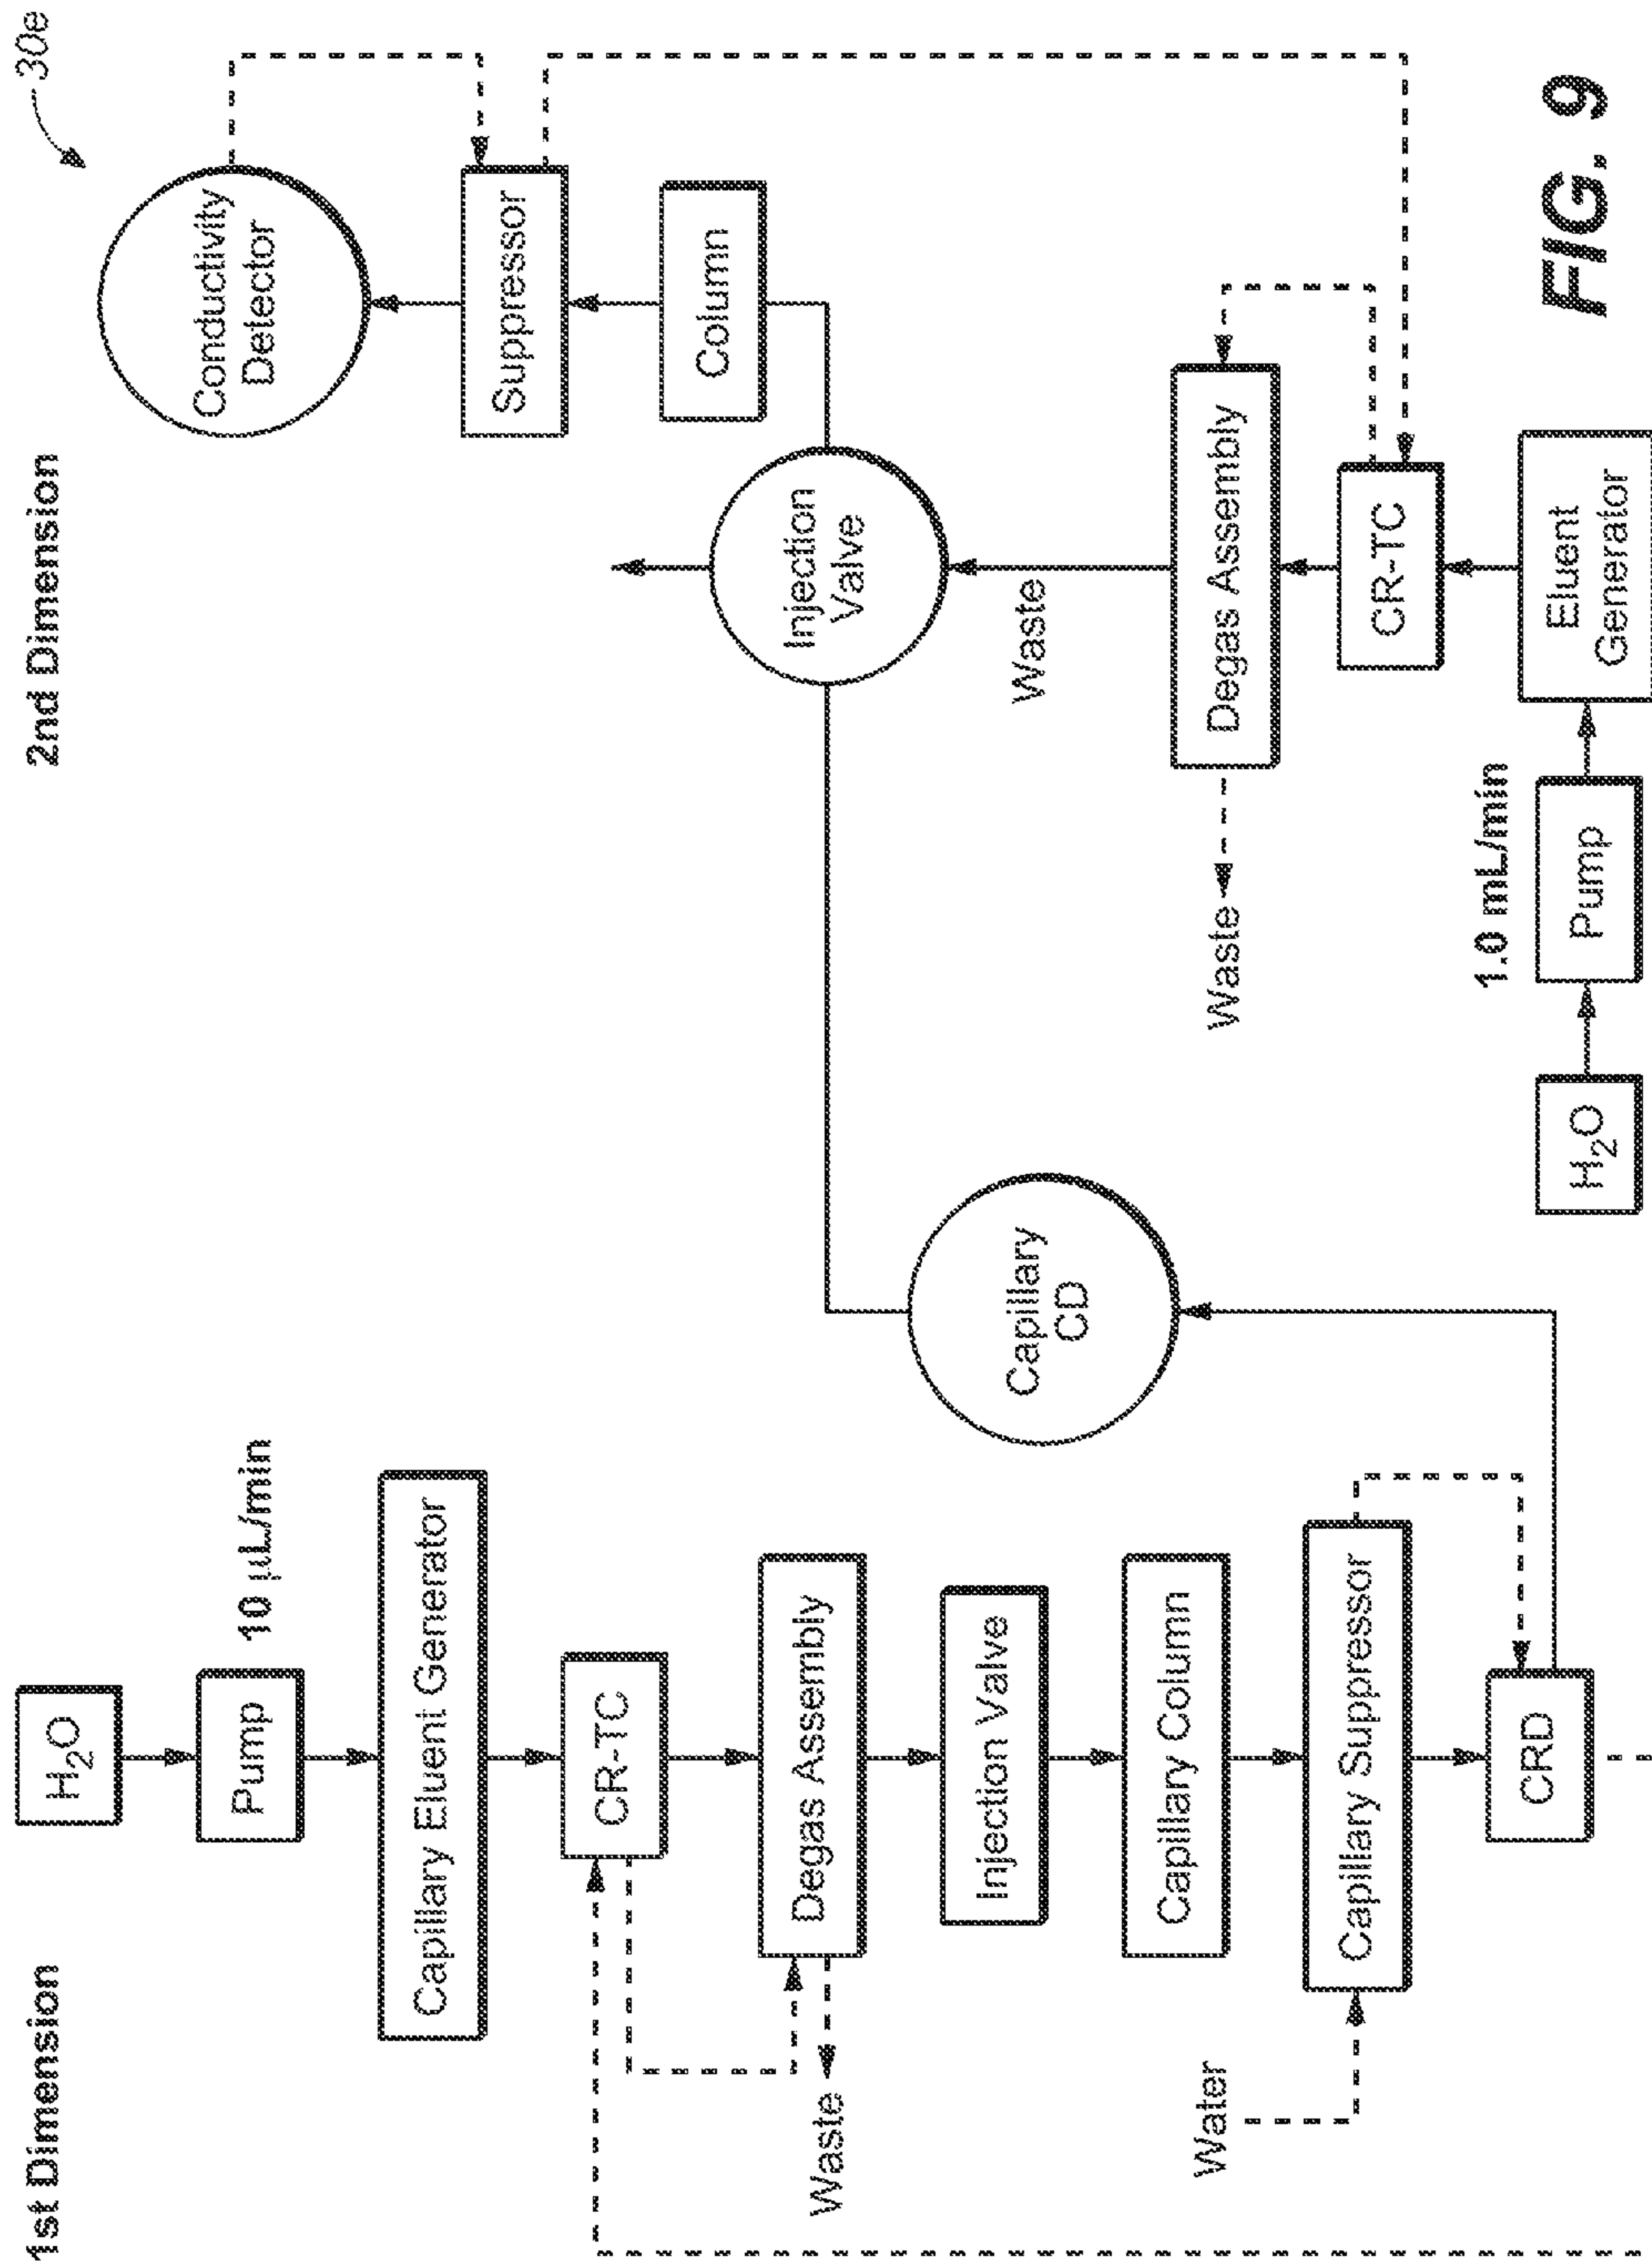 1st Dimension
H₂O
Pump
10 µL/min
Capillary Eluent Generator
CR-TC
Degas Assembly
Waste
Injection Valve
Capillary Column
Water
Capillary Suppressor
CRD
Capillary
CD
2nd Dimension
30e
Conductivity
Detector
Suppressor
Column
Injection
Valve
Waste
Degas Assembly
Waste
CR-TC
1.0 mL/min
H₂O
Pump
Eluent
Generator
FIG. 9